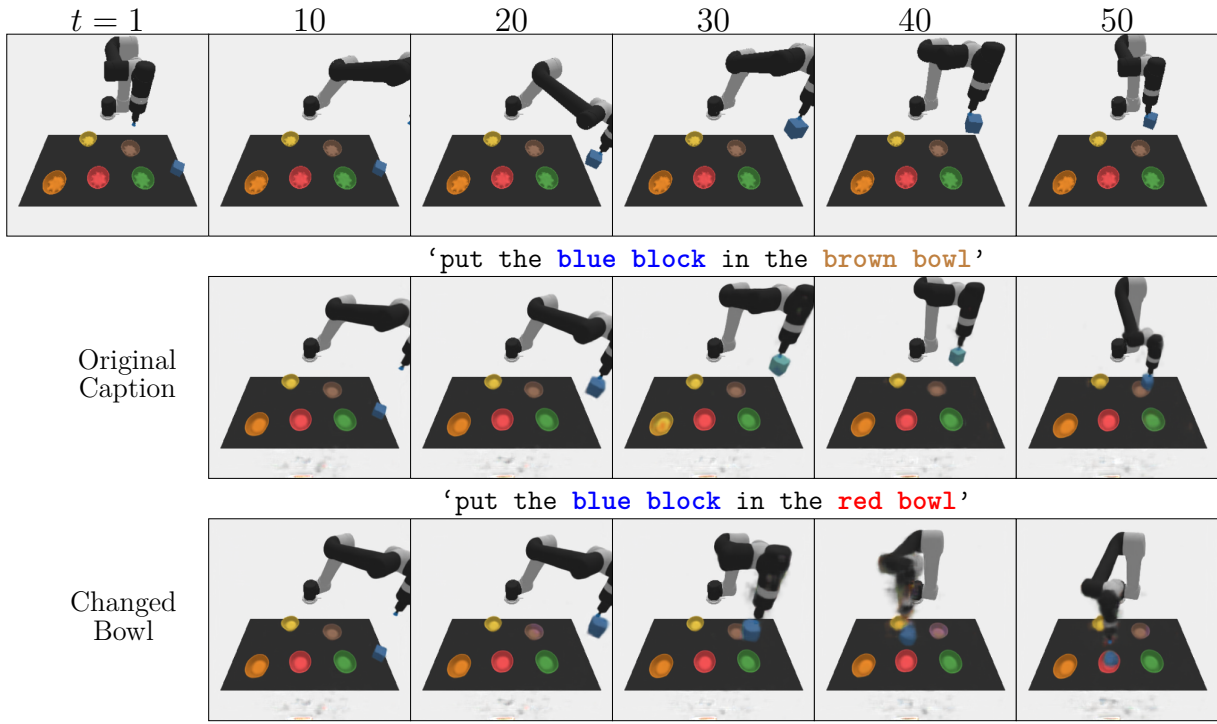 t = 1 10 20 30 40 50
‘put the blue block in the brown bowl’
Original
Caption
‘put the blue block in the red bowl’
Changed
Bowl